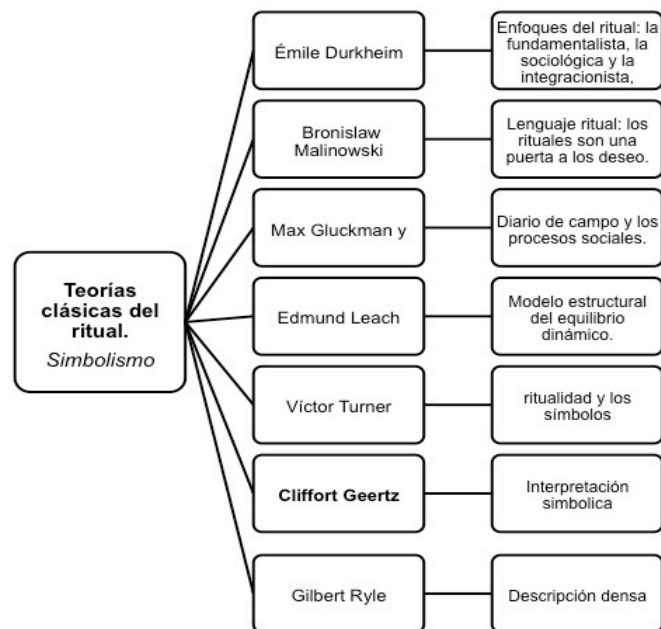 Teorías
clásicas del
ritual.
Simbolismo
Émile Durkheim
Enfoques del ritual: la
fundamentalista, la
sociológica y la
integracionista,
Bronislaw
Malinowski
Lenguaje ritual: los
rituales son una
puerta a los deseo.
Max Gluckman y
Diario de campo y los
procesos sociales.
Edmund Leach
Modelo estructural
del equilibrio
dinámico.
Víctor Turner
ritualidad y los
símbolos
Cliffort Geertz
Interpretación
simbolica
Gilbert Ryle
Descripción densa